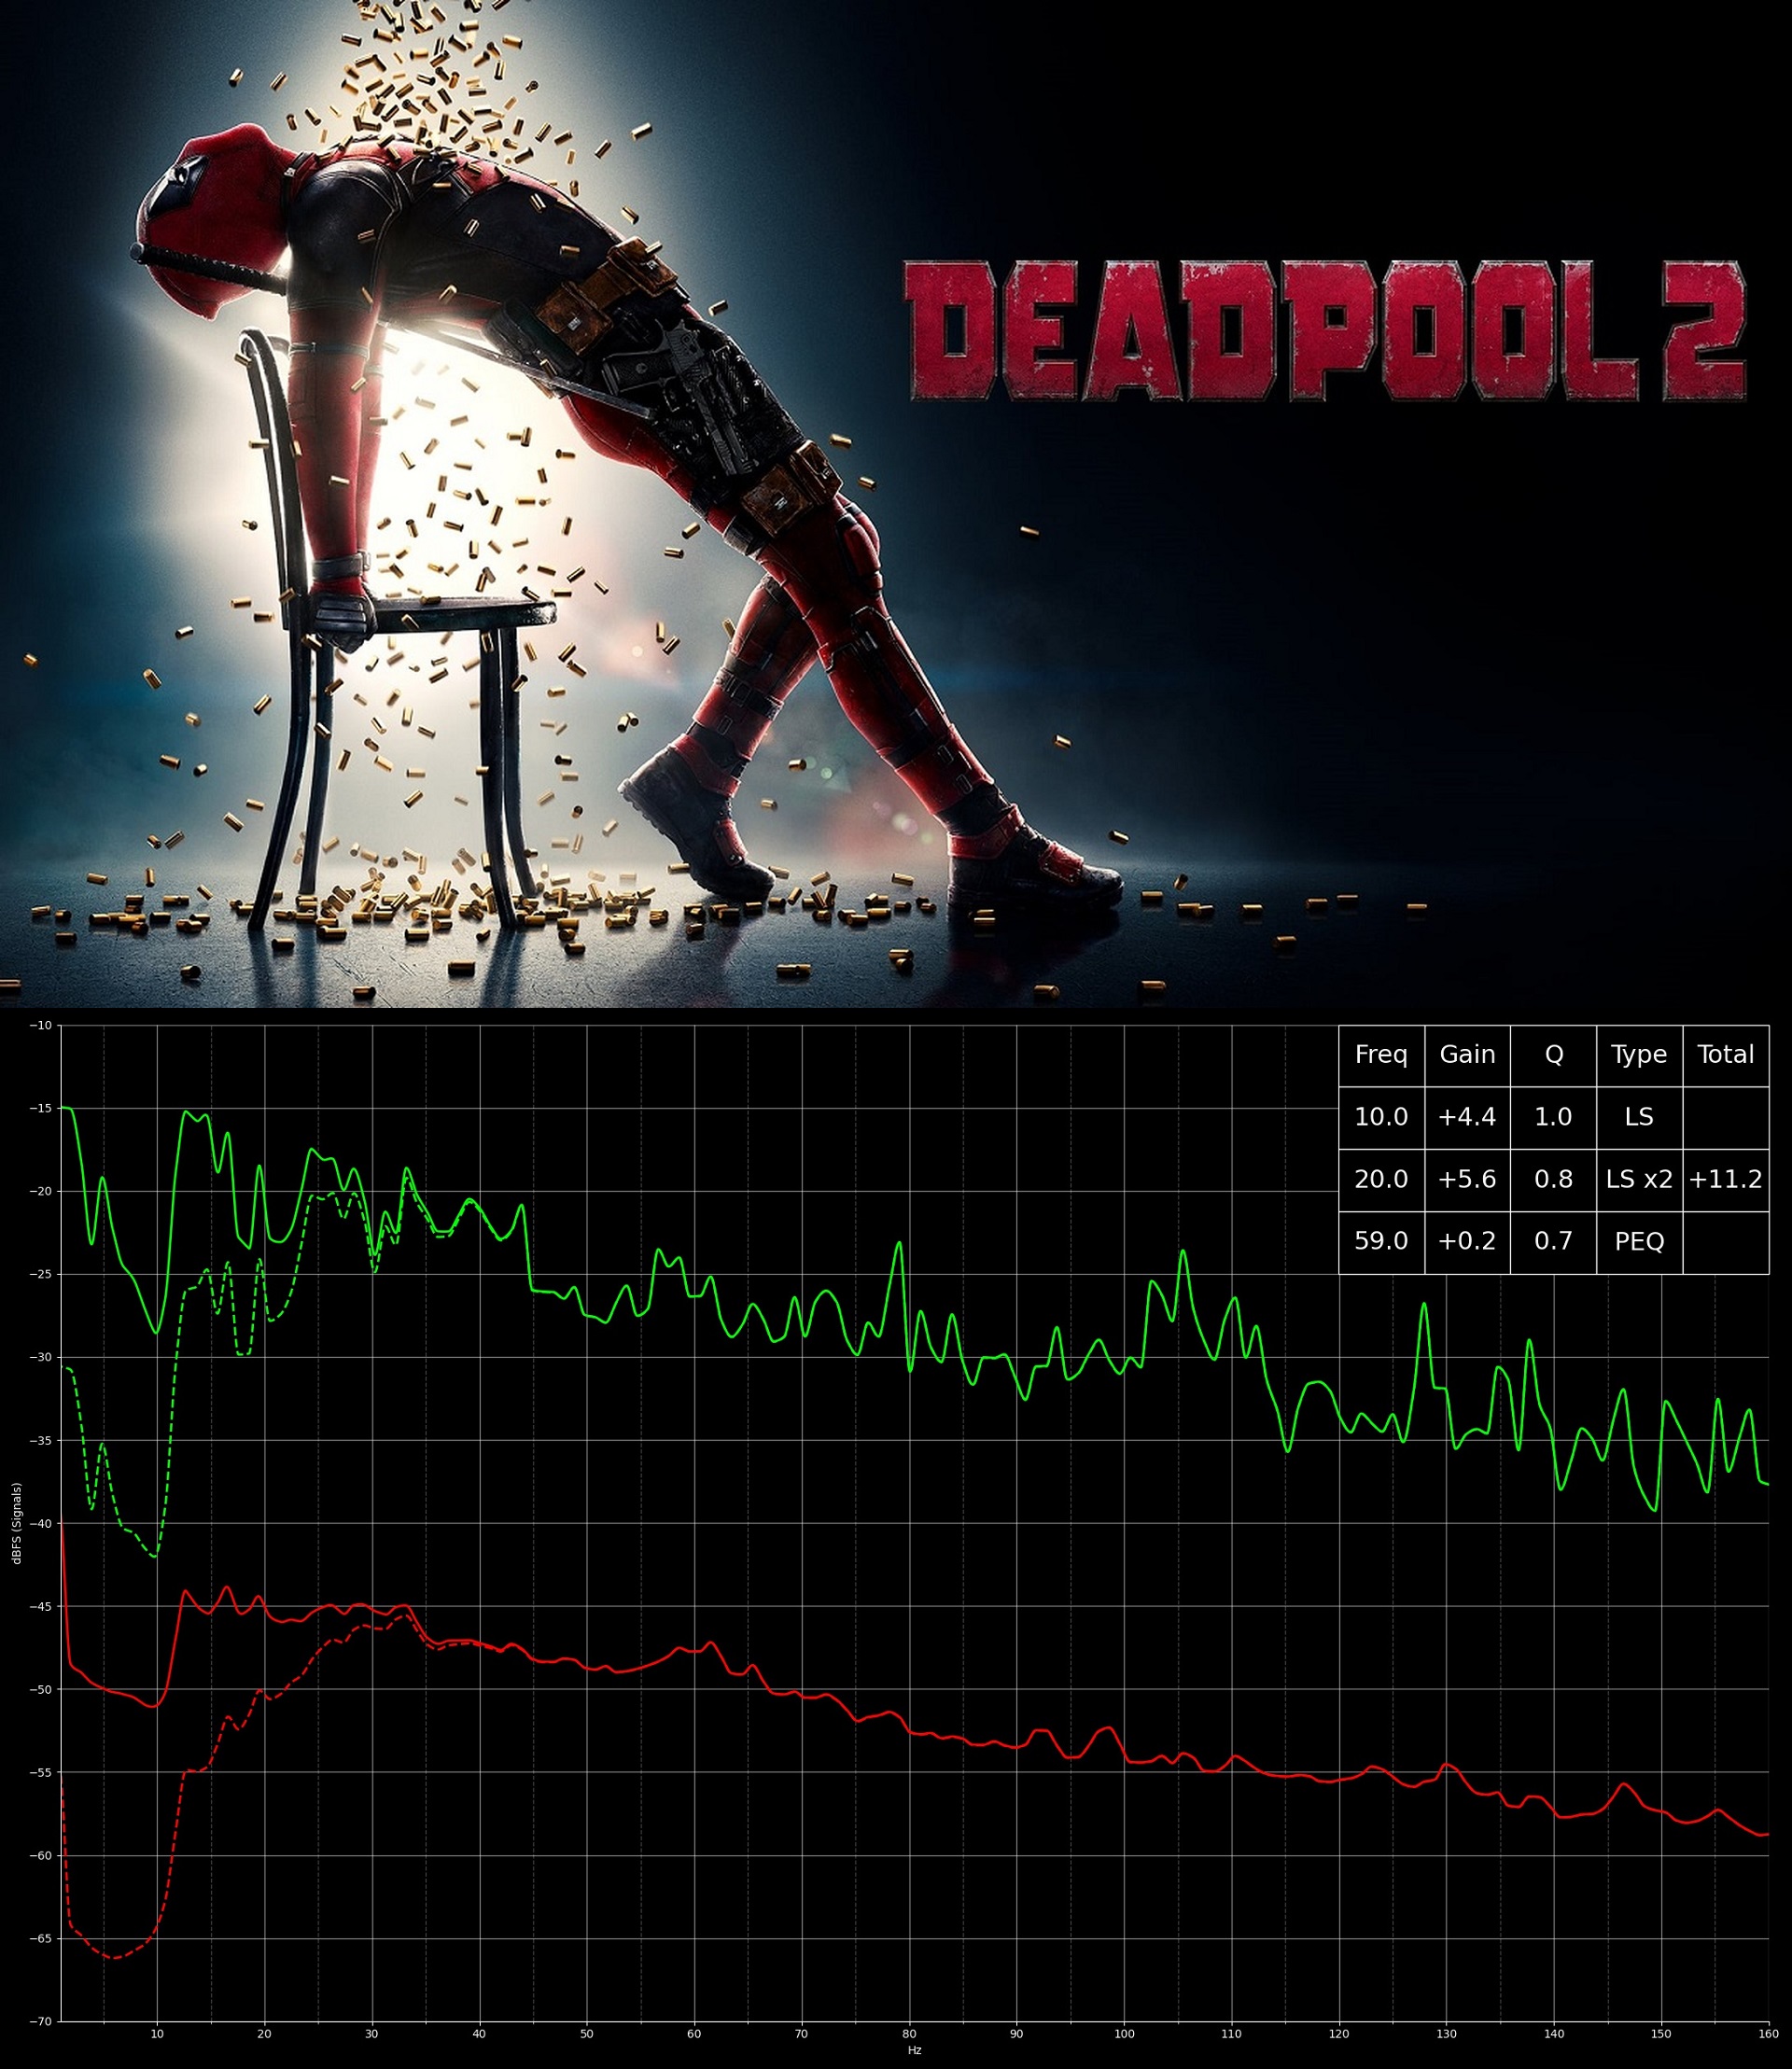 DEADPOOL 2
Freq Gain Q Type Total
10.0 +4.4 1.0 LS
20.0 +5.6 0.8 LS x2 +11.2
59.0 +0.2 0.7 PEQ
−10
−15
−20
−25
−30
−35
−40
−45
−50
−55
−60
−65
−70
dBFS (Signals)
10 20 30 40 50 60 70 80 90 100 110 120 130 140 150 160
Hz